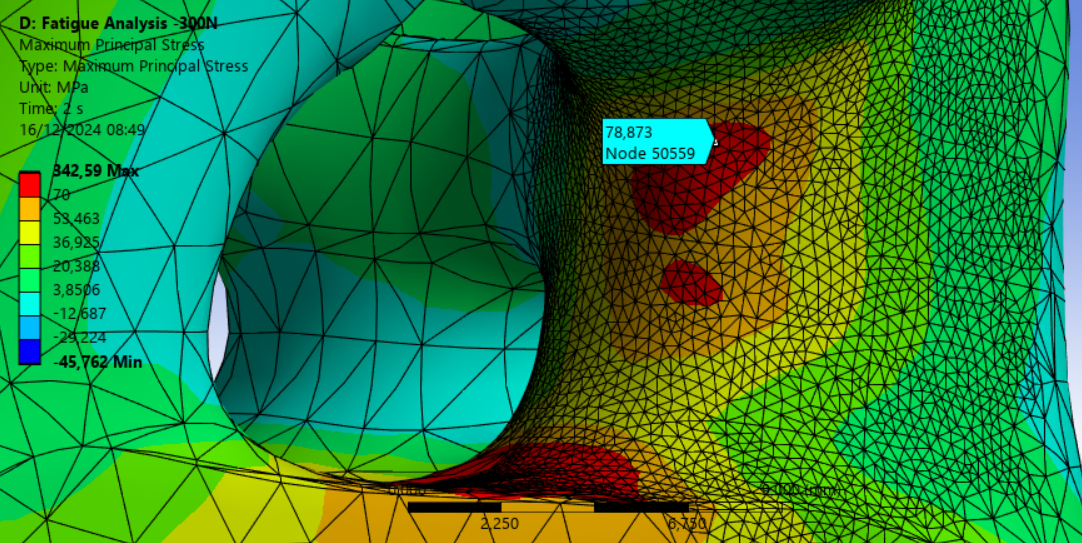 D: Fatigue Analysis -300N
Maximum Principal Stress
Type: Maximum Principal Stress
Unit: MPa
Time: 2 s
16/12/2024 08:49
342,59 Max
70
53,463
36,925
20,388
3,8506
-12,687
-29,224
-45,762 Min
78,873
Node 50559
2,250
6,750